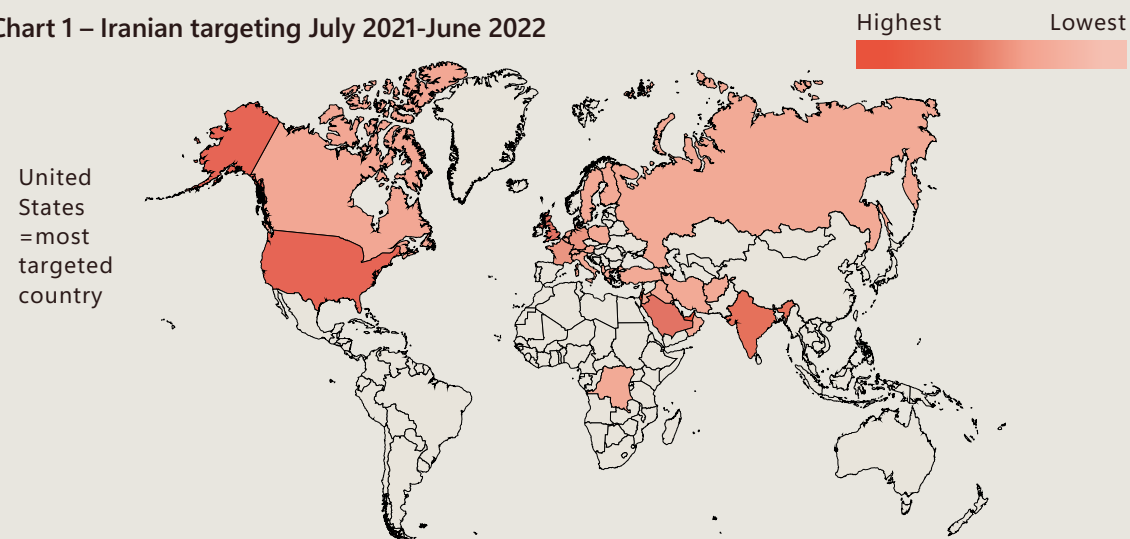 Chart 1 – Iranian targeting July 2021-June 2022
Highest Lowest
United
States
=most
targeted
country